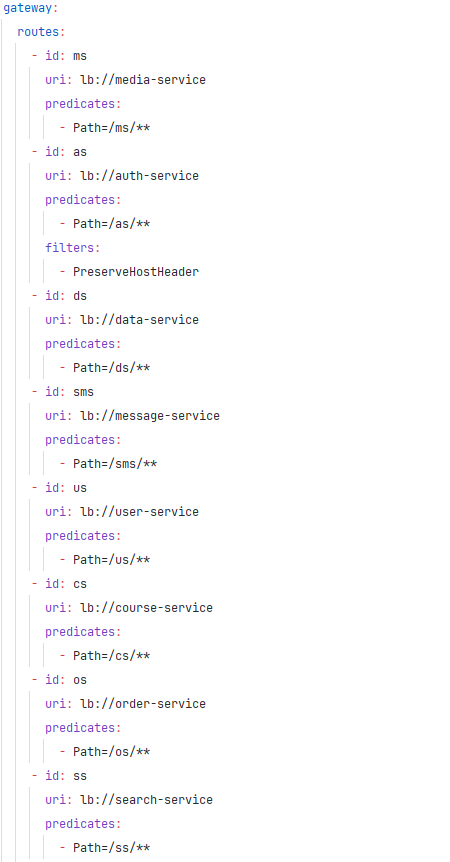 gateway:
routes:
- id: ms
uri: lb://media-service
predicates:
- Path=/ms/**
- id: as
uri: lb://auth-service
predicates:
- Path=/as/**
filters:
- PreserveHostHeader
- id: ds
uri: lb://data-service
predicates:
- Path=/ds/**
- id: sms
uri: lb://message-service
predicates:
- Path=/sms/**
- id: us
uri: lb://user-service
predicates:
- Path=/us/**
- id: cs
uri: lb://course-service
predicates:
- Path=/cs/**
- id: os
uri: lb://order-service
predicates:
- Path=/os/**
- id: ss
uri: lb://search-service
predicates:
- Path=/ss/**